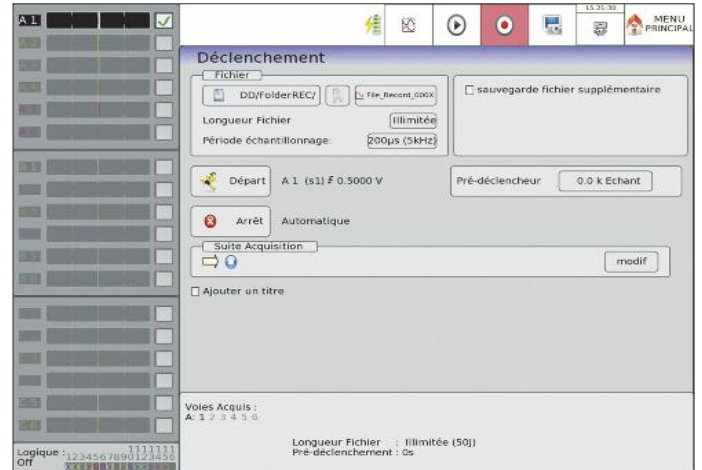 A1
15:21:30
MENU PRINCIPAL
Déclenchement
Fichier
DD/FolderREC/ File_Record_000X
sauvegarde fichier supplémentaire
Longueur Fichier Illimitée
Période échantillonnage: 200µs (5kHz)
Départ A 1 (s1) 0.5000 V
Pré-déclencheur 0.0 k Echant
Arrêt Automatique
Suite Acquisition
modif
Ajouter un titre
Voies Acquis :
A: 1 2 3 4 5 6
Longueur Fichier : Illimitée (50J)
Pré-déclenchement : 0s
Logique : 1234567890123456
Off